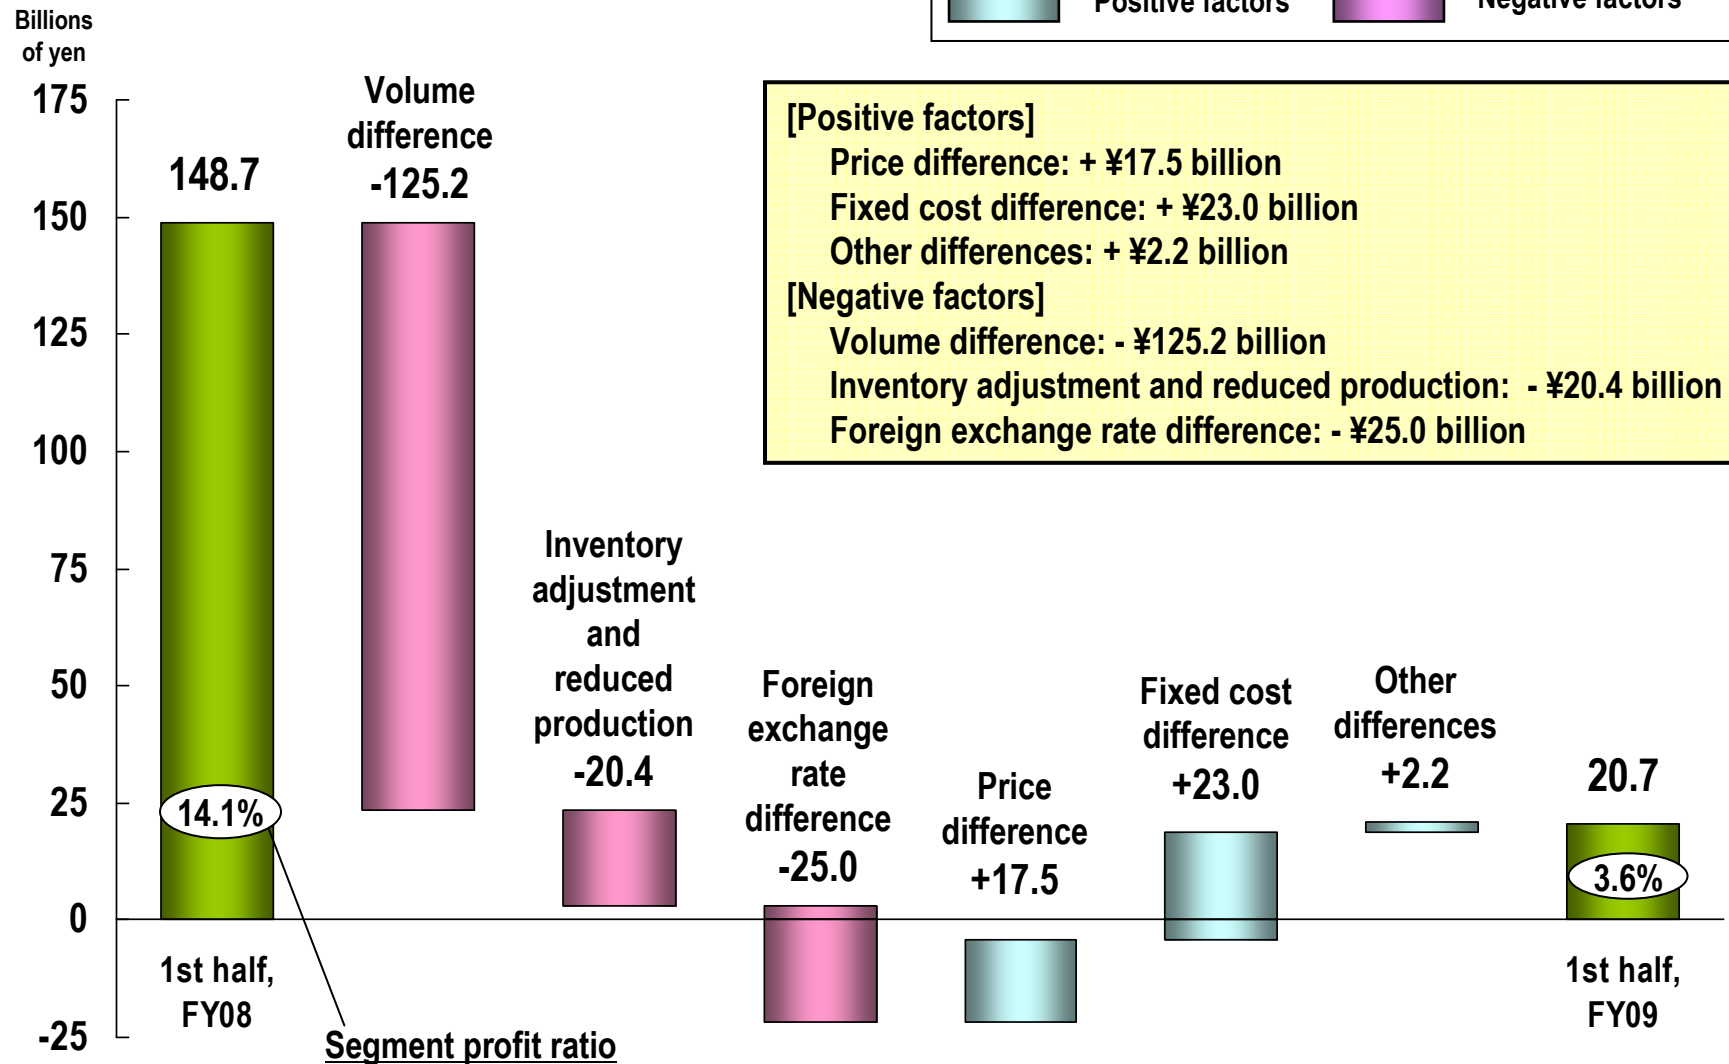 Positive factors
Negative factors
Billions
of yen
175
150
125
100
75
50
25
0
-25
148.7
14.1%
1st half,
FY08
Segment profit ratio
Volume
difference
-125.2
Inventory
adjustment
and
reduced
production
-20.4
Foreign
exchange
rate
difference
-25.0
Price
difference
+17.5
Fixed cost
difference
+23.0
Other
differences
+2.2
20.7
3.6%
1st half,
FY09
[Positive factors]
Price difference: + ¥17.5 billion
Fixed cost difference: + ¥23.0 billion
Other differences: + ¥2.2 billion
[Negative factors]
Volume difference: - ¥125.2 billion
Inventory adjustment and reduced production: - ¥20.4 billion
Foreign exchange rate difference: - ¥25.0 billion